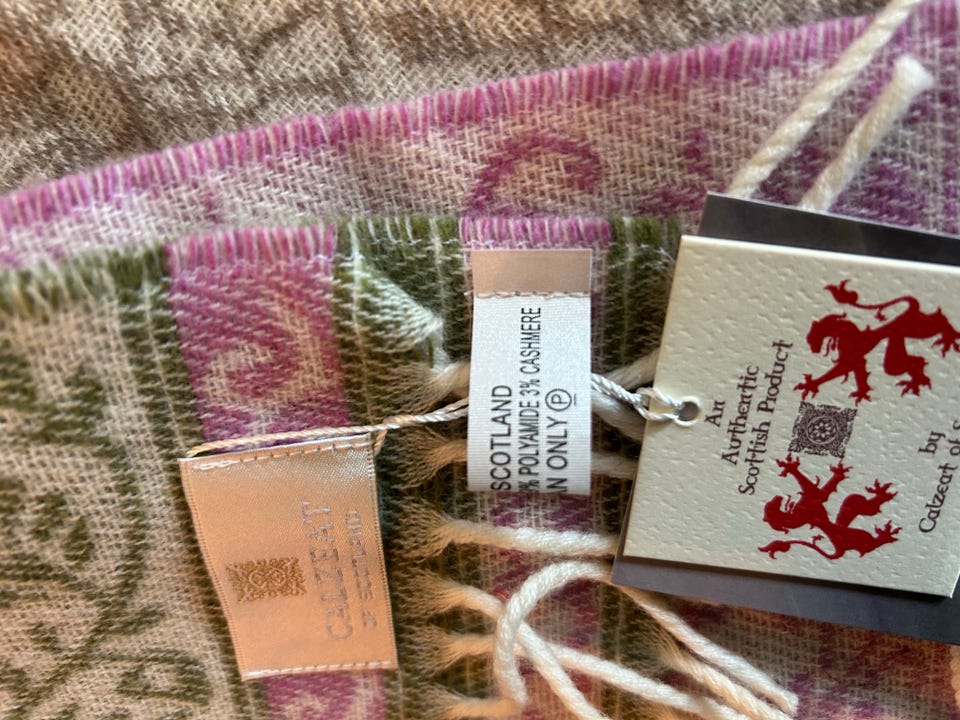 CALZEAT
OF SCOTLAND
SCOTLAND
% POLYAMIDE 3% CASHMERE
N ONLY Ⓟ
An
Authentic
Scottish Product
by
Calzeat of S